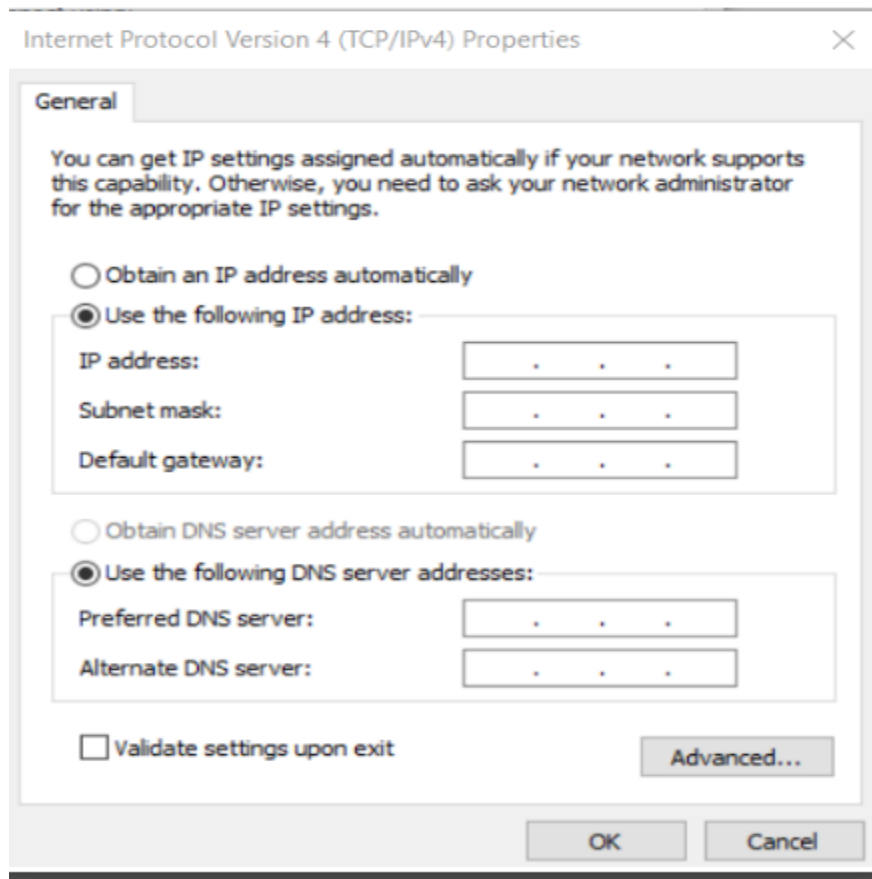 Internet Protocol Version 4 (TCP/IPv4) Properties
General
You can get IP settings assigned automatically if your network supports
this capability. Otherwise, you need to ask your network administrator
for the appropriate IP settings.
Obtain an IP address automatically
Use the following IP address:
IP address: . . .
Subnet mask: . . .
Default gateway: . . .
Obtain DNS server address automatically
Use the following DNS server addresses:
Preferred DNS server: . . .
Alternate DNS server: . . .
Validate settings upon exit
Advanced...
OK Cancel